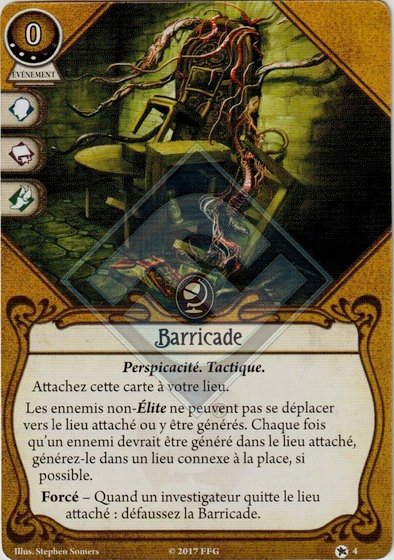 0
ÉVÉNEMENT
Barricade
Perspicacité. Tactique.
Attachez cette carte à votre lieu.
Les ennemis non-Élite ne peuvent pas se déplacer
vers le lieu attaché ou y être générés. Chaque fois
qu'un ennemi devrait être généré dans le lieu attaché,
générez-le dans un lieu connexe à la place, si
possible.
Forcé – Quand un investigateur quitte le lieu
attaché : défaussez la Barricade.
Illus. Stephen Somers © 2017 FFG 4